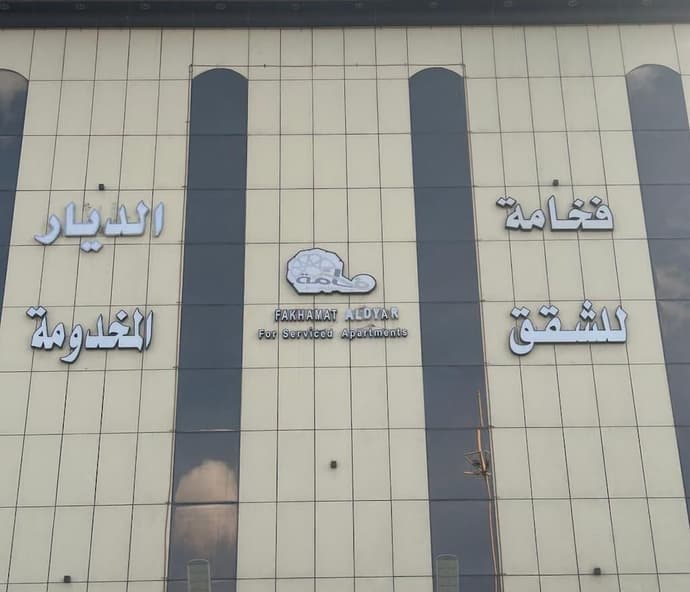 فخامة الديار
للشقق المخدومة
فخامة
FAKHAMAT ALDYAR
For Serviced Apartments